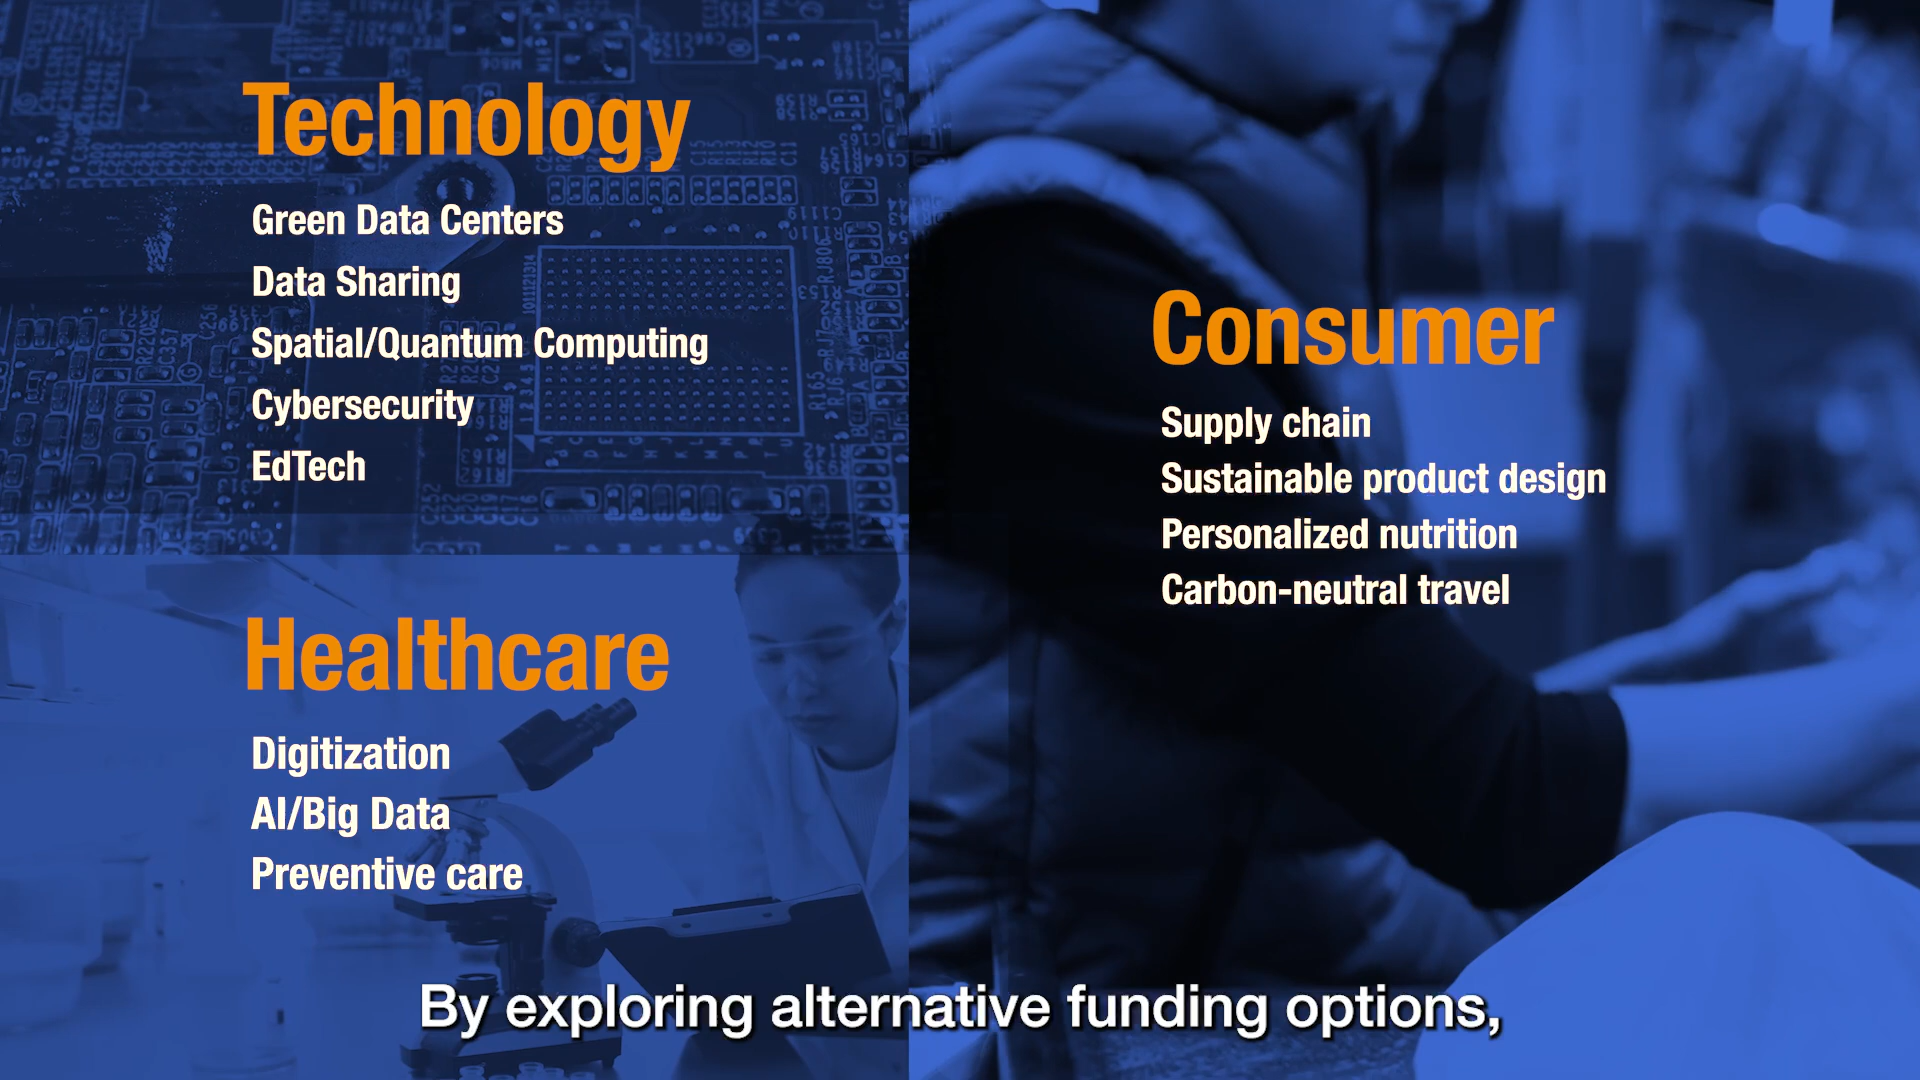 Technology
Green Data Centers
Data Sharing
Spatial/Quantum Computing
Cybersecurity
EdTech
Healthcare
Digitization
AI/Big Data
Preventive care
Consumer
Supply chain
Sustainable product design
Personalized nutrition
Carbon-neutral travel
By exploring alternative funding options,